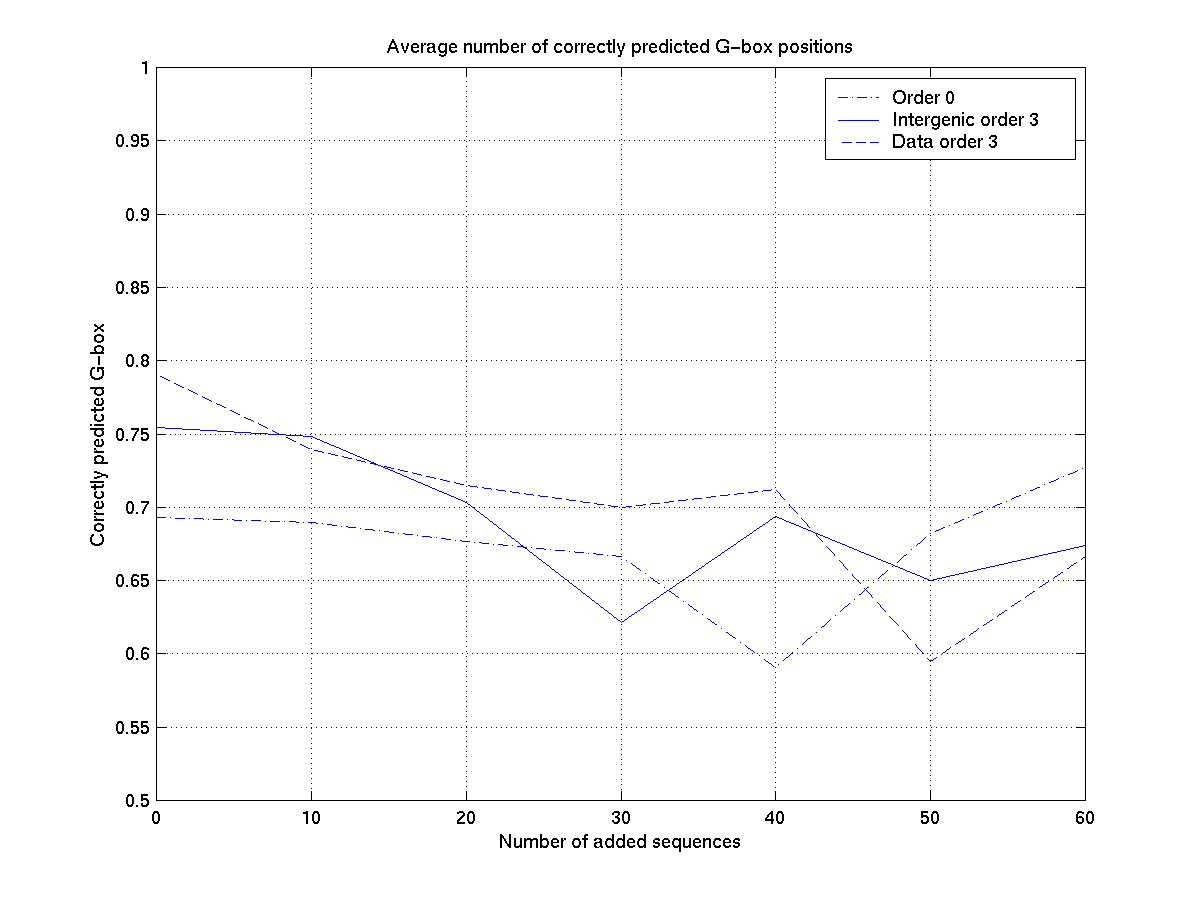 Average number of correctly predicted G-box positions
1
0.95
0.9
0.85
0.8
0.75
0.7
0.65
0.6
0.55
0.5
Correctly predicted G-box
Order 0
Intergenic order 3
Data order 3
0 10 20 30 40 50 60
Number of added sequences